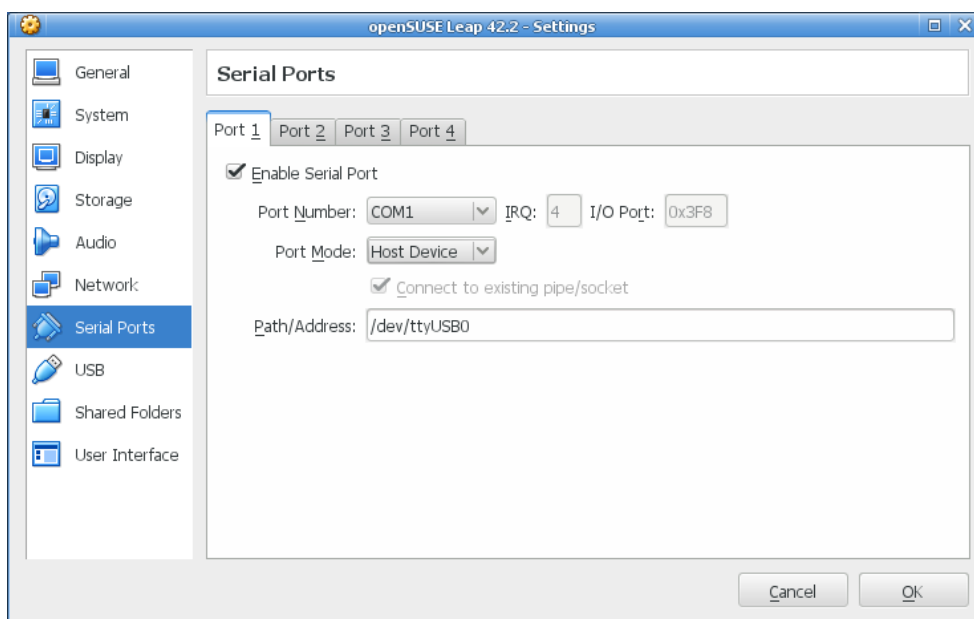 openSUSE Leap 42.2 - Settings
General
System
Display
Storage
Audio
Network
Serial Ports
USB
Shared Folders
User Interface
Serial Ports
Port 1 Port 2 Port 3 Port 4
Enable Serial Port
Port Number: COM1 IRQ: 4 I/O Port: 0x3F8
Port Mode: Host Device
Connect to existing pipe/socket
Path/Address: /dev/ttyUSB0
Cancel OK